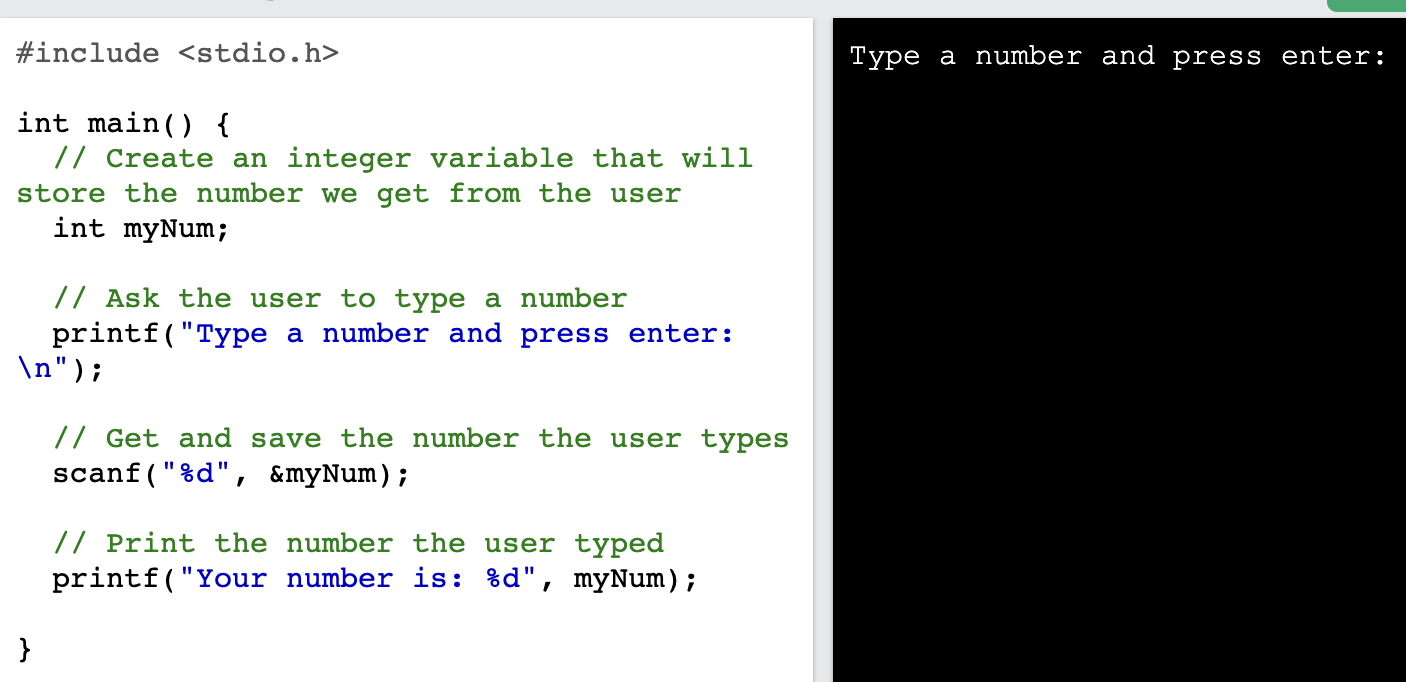 #include <stdio.h>
int main() {
// Create an integer variable that will
store the number we get from the user
int myNum;
// Ask the user to type a number
printf("Type a number and press enter:
\n");
// Get and save the number the user types
scanf("%d", &myNum);
// Print the number the user typed
printf("Your number is: %d", myNum);
}
Type a number and press enter: